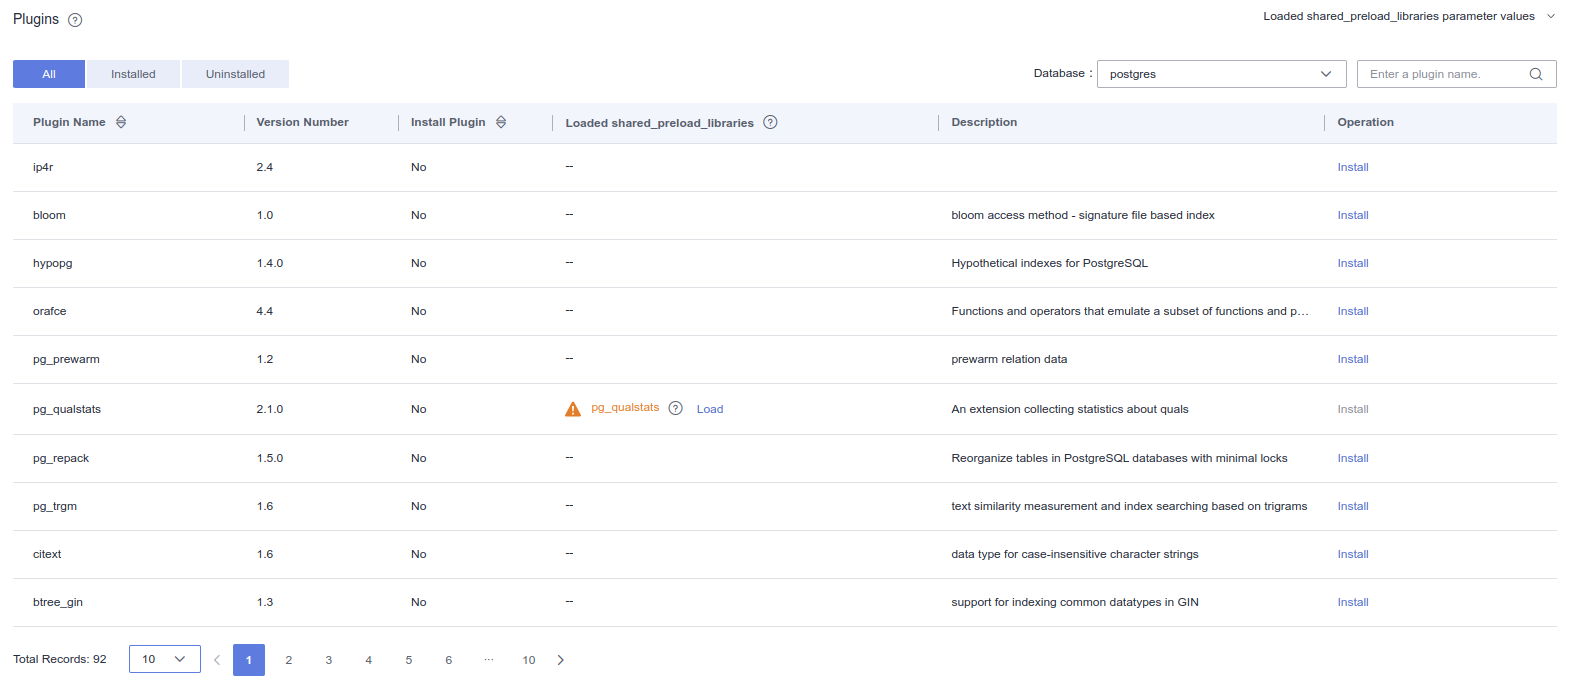 Plugins ?
Loaded shared_preload_libraries parameter values
All Installed Uninstalled
Database : postgres Enter a plugin name.
Plugin Name Version Number Install Plugin Loaded shared_preload_libraries ? Description Operation
ip4r 2.4 No -- Install
bloom 1.0 No -- bloom access method - signature file based index Install
hypopg 1.4.0 No -- Hypothetical indexes for PostgreSQL Install
orafce 4.4 No -- Functions and operators that emulate a subset of functions and p... Install
pg_prewarm 1.2 No -- prewarm relation data Install
pg_qualstats 2.1.0 No pg_qualstats ? Load An extension collecting statistics about quals Install
pg_repack 1.5.0 No -- Reorganize tables in PostgreSQL databases with minimal locks Install
pg_trgm 1.6 No -- text similarity measurement and index searching based on trigrams Install
citext 1.6 No -- data type for case-insensitive character strings Install
btree_gin 1.3 No -- support for indexing common datatypes in GIN Install
Total Records: 92 10 < 1 2 3 4 5 6 ... 10 >